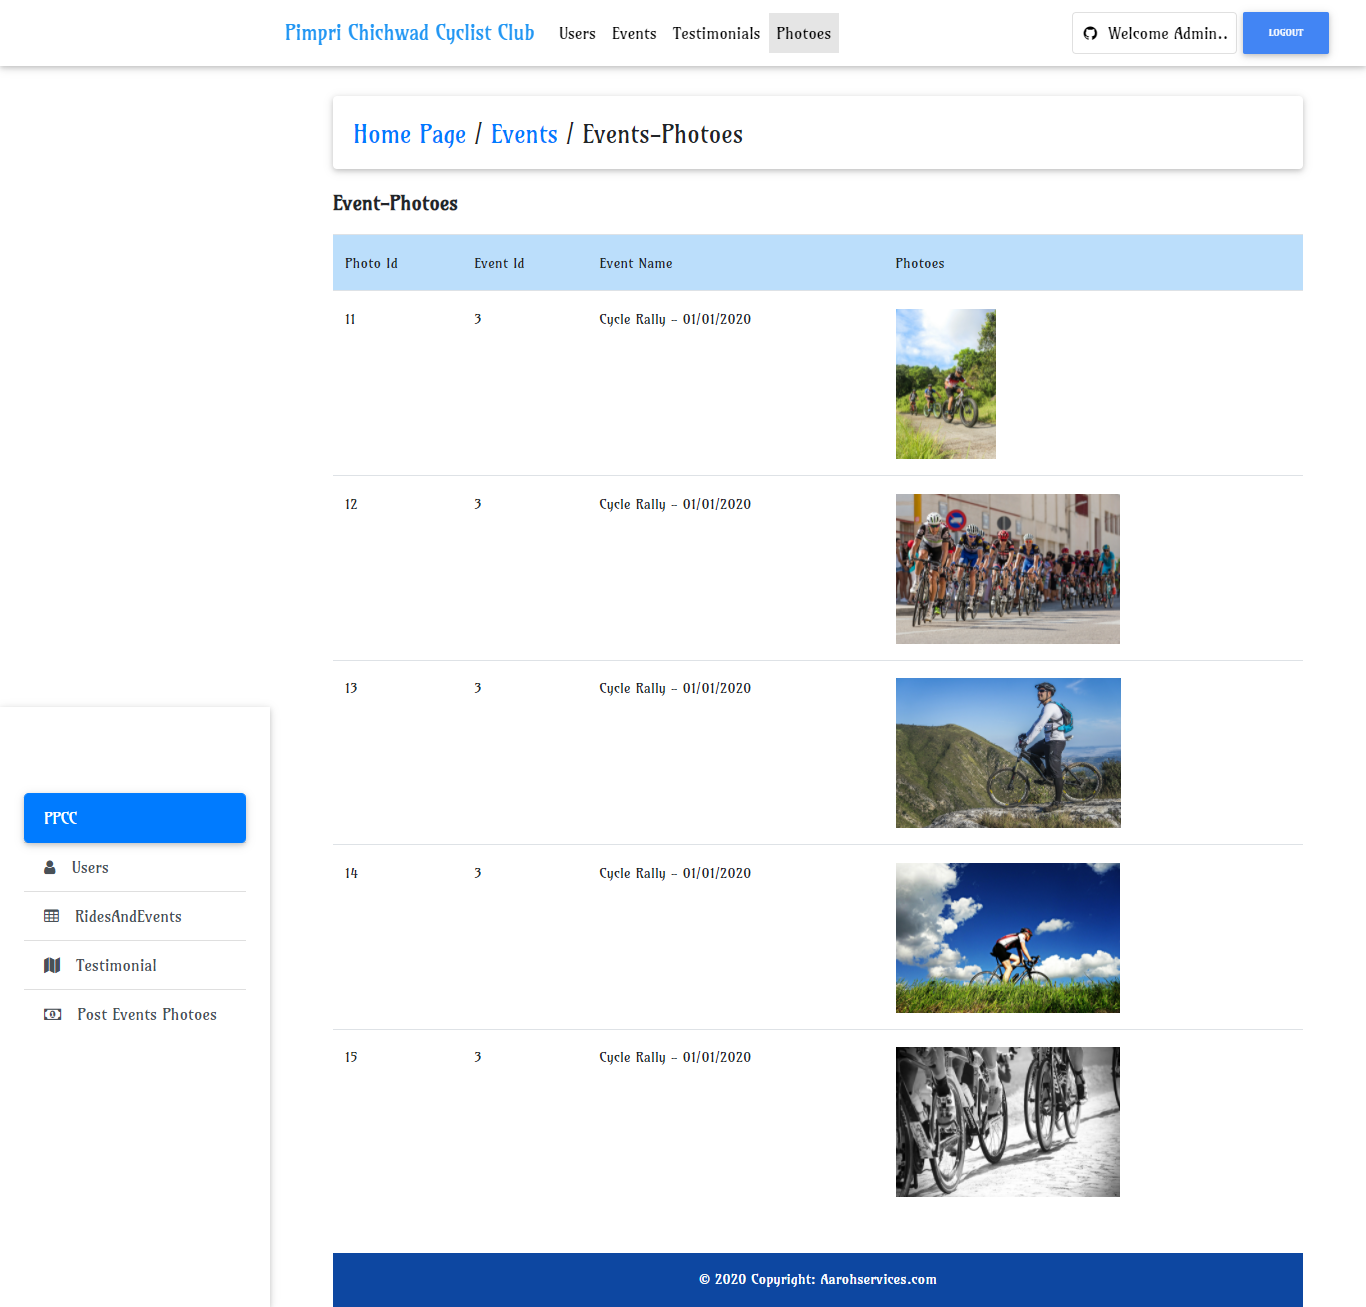 Pimpri Chichwad Cyclist Club Users Events Testimonials Photoes Welcome Admin.. LOGOUT
Home Page / Events / Events-Photoes
Event-Photoes
Photo Id Event Id Event Name Photoes
11 3 Cycle Rally - 01/01/2020
12 3 Cycle Rally - 01/01/2020
13 3 Cycle Rally - 01/01/2020
14 3 Cycle Rally - 01/01/2020
15 3 Cycle Rally - 01/01/2020
PPCC
Users
RidesAndEvents
Testimonial
Post Events Photoes
© 2020 Copyright: Aarohservices.com